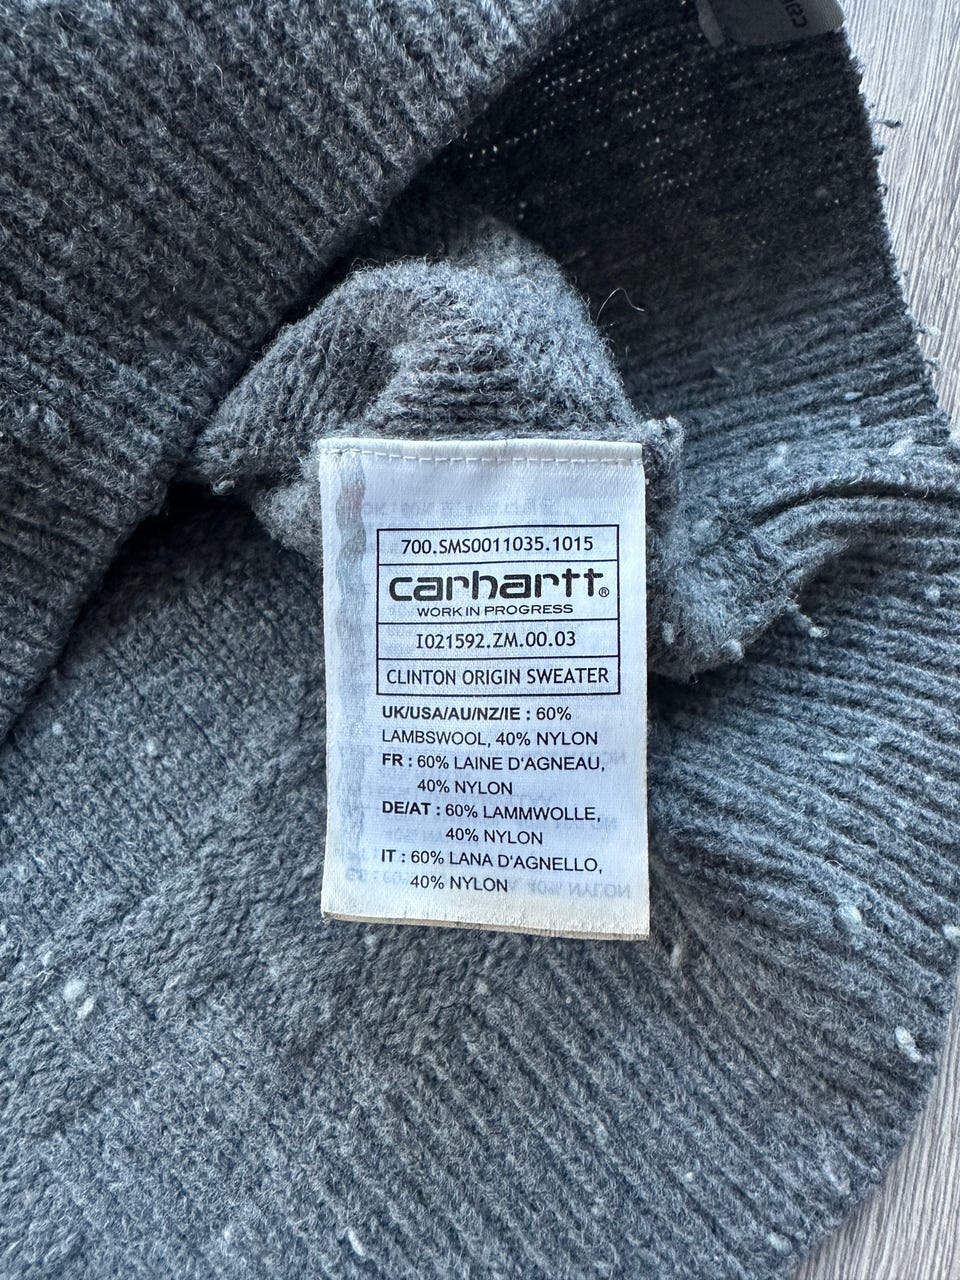 700.SMS0011035.1015
carhartt®
WORK IN PROGRESS
I021592.ZM.00.03
CLINTON ORIGIN SWEATER
UK/USA/AU/NZ/IE : 60%
LAMBSWOOL, 40% NYLON
FR : 60% LAINE D'AGNEAU,
40% NYLON
DE/AT : 60% LAMMWOLLE,
40% NYLON
IT : 60% LANA D'AGNELLO,
40% NYLON